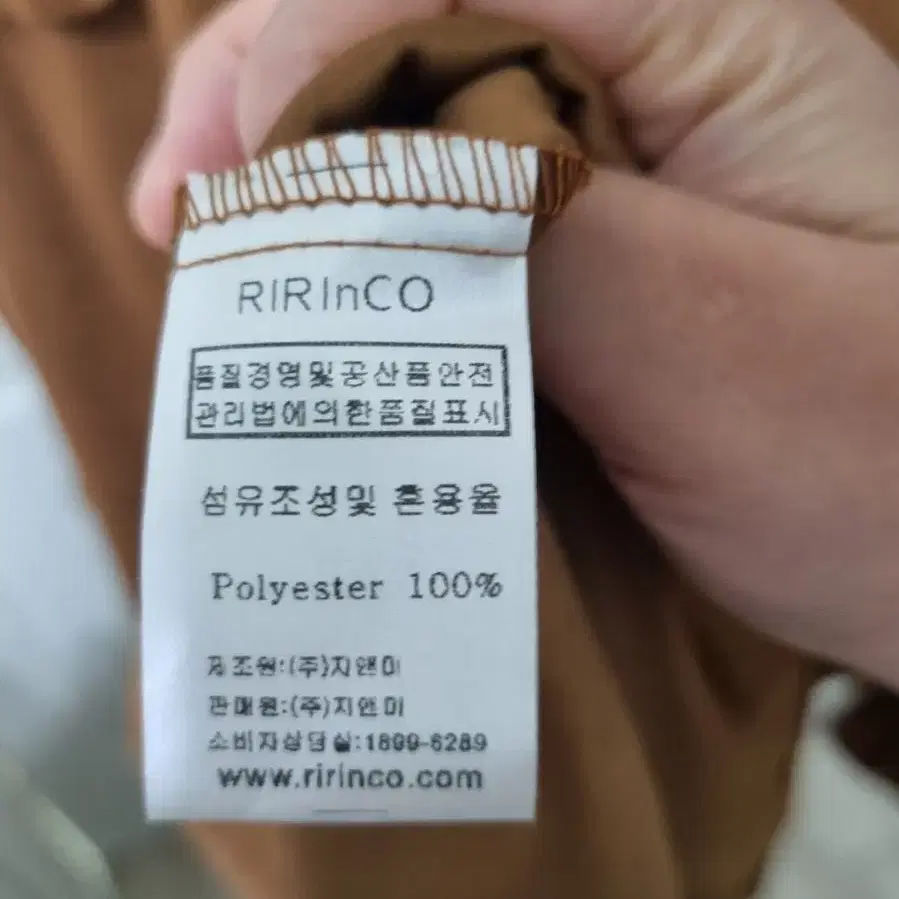 RIRInCO
품질경영및공산품안전
관리법에의한품질표시
섬유조성및 혼용율
Polyester 100%
제조원:(주)지앤미
판매원:(주)지앤미
소비자상담실:1899-6289
www.ririnco.com